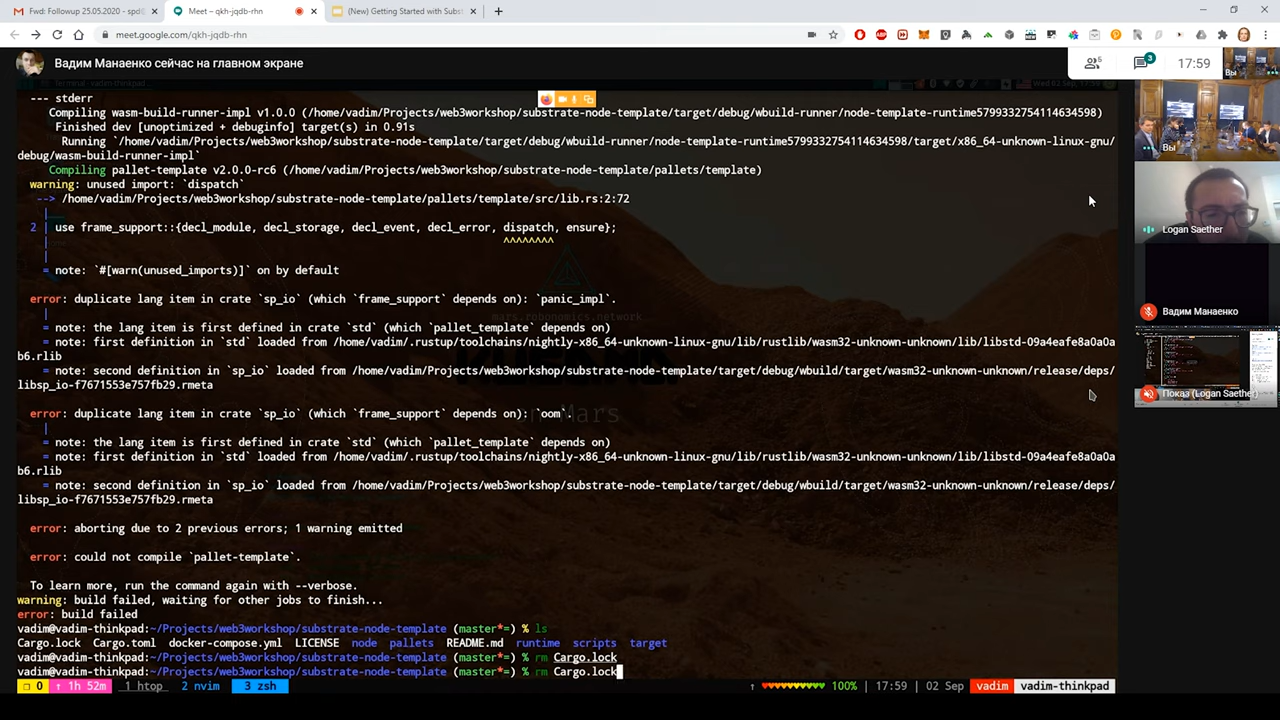 Fwd: Followup 25.05.2020 - spd
Meet – qkh-jqdb-rhn
(New) Getting Started with Subst
meet.google.com/qkh-jqdb-rhn
Вадим Манаенко сейчас на главном экране
6
3
17:59
Вы
--- stderr
Compiling wasm-build-runner-impl v1.0.0 (/home/vadim/Projects/web3workshop/substrate-node-template/target/debug/wbuild-runner/node-template-runtime5799332754114634598)
Finished dev [unoptimized + debuginfo] target(s) in 0.91s
Running `/home/vadim/Projects/web3workshop/substrate-node-template/target/debug/wbuild-runner/node-template-runtime5799332754114634598/target/x86_64-unknown-linux-gnu/
debug/wasm-build-runner-impl`
Compiling pallet-template v2.0.0-rc6 (/home/vadim/Projects/web3workshop/substrate-node-template/pallets/template)
warning: unused import: `dispatch`
--> /home/vadim/Projects/web3workshop/substrate-node-template/pallets/template/src/lib.rs:2:72
|
2 | use frame_support::{decl_module, decl_storage, decl_event, decl_error, dispatch, ensure};
| ^^^^^^^^
|
= note: `#[warn(unused_imports)]` on by default
error: duplicate lang item in crate `sp_io` (which `frame_support` depends on): `panic_impl`.
|
mars.robonomics.network
= note: the lang item is first defined in crate `std` (which `pallet_template` depends on)
= note: first definition in `std` loaded from /home/vadim/.rustup/toolchains/nightly-x86_64-unknown-linux-gnu/lib/rustlib/wasm32-unknown-unknown/lib/libstd-09a4eafe8a0a0a
b6.rlib
= note: second definition in `sp_io` loaded from /home/vadim/Projects/web3workshop/substrate-node-template/target/debug/wbuild/target/wasm32-unknown-unknown/release/deps/
libsp_io-f7671553e757fb29.rmeta
error: duplicate lang item in crate `sp_io` (which `frame_support` depends on): `oom`.
on Mars
|
= note: the lang item is first defined in crate `std` (which `pallet_template` depends on)
= note: first definition in `std` loaded from /home/vadim/.rustup/toolchains/nightly-x86_64-unknown-linux-gnu/lib/rustlib/wasm32-unknown-unknown/lib/libstd-09a4eafe8a0a0a
b6.rlib
= note: second definition in `sp_io` loaded from /home/vadim/Projects/web3workshop/substrate-node-template/target/debug/wbuild/target/wasm32-unknown-unknown/release/deps/
libsp_io-f7671553e757fb29.rmeta
error: aborting due to 2 previous errors; 1 warning emitted
error: could not compile `pallet-template`.
To learn more, run the command again with --verbose.
warning: build failed, waiting for other jobs to finish...
error: build failed
vadim@vadim-thinkpad:~/Projects/web3workshop/substrate-node-template (master*=) % ls
Cargo.lock Cargo.toml docker-compose.yml LICENSE node pallets README.md runtime scripts target
vadim@vadim-thinkpad:~/Projects/web3workshop/substrate-node-template (master*=) % rm Cargo.lock
vadim@vadim-thinkpad:~/Projects/web3workshop/substrate-node-template (master*=) % rm Cargo.lock
0 ↑ 1h 52m 1 htop 2 nvim 3 zsh
↑ ♥♥♥♥♥♥♥♥♥♥ 100% | 17:59 | 02 Sep vadim vadim-thinkpad
Вы
Logan Saether
Вадим Манаенко
Показ (Logan Saether)